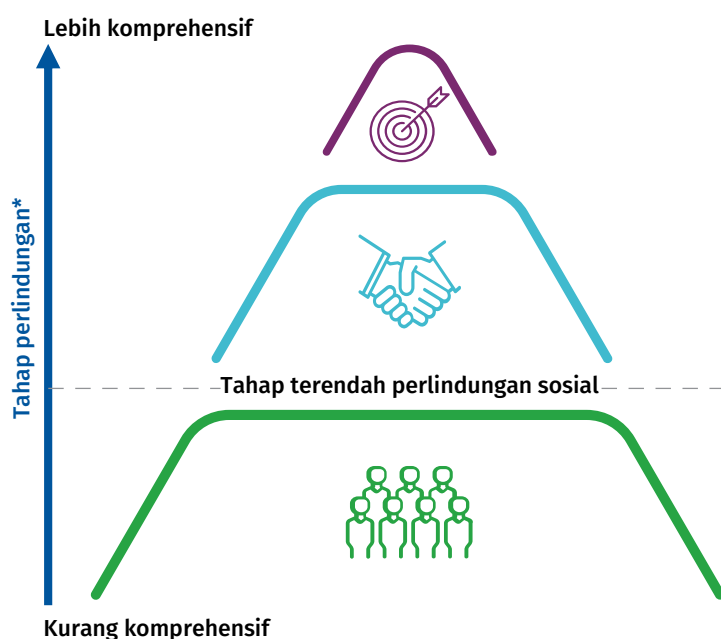 Lebih komprehensif
Tahap perlindungan*
Tahap terendah perlindungan sosial
Kurang komprehensif